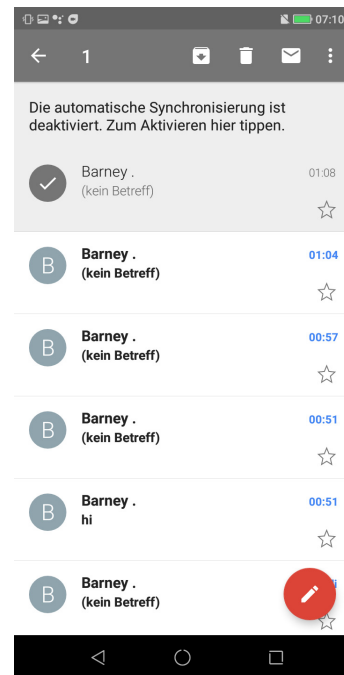 07:10
1
Die automatische Synchronisierung ist
deaktiviert. Zum Aktivieren hier tippen.
Barney .
01:08
(kein Betreff)
B
Barney .
01:04
(kein Betreff)
B
Barney .
00:57
(kein Betreff)
B
Barney .
00:51
(kein Betreff)
B
Barney .
00:51
hi
B
Barney .
(kein Betreff)